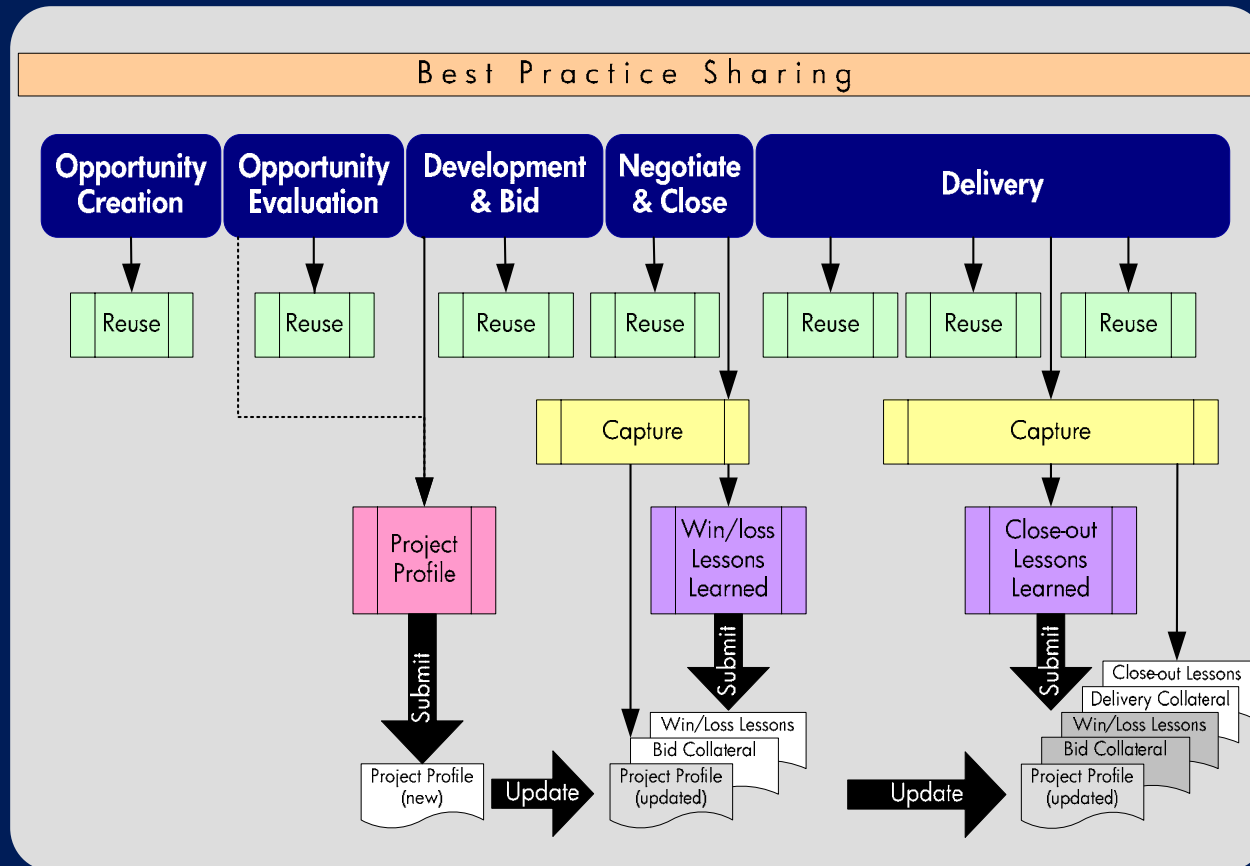 Best Practice Sharing
Opportunity
Creation
Opportunity
Evaluation
Development
& Bid
Negotiate
& Close
Delivery
Reuse
Reuse
Reuse
Reuse
Reuse
Reuse
Reuse
Capture
Capture
Project
Profile
Win/loss
Lessons
Learned
Close-out
Lessons
Learned
Submit
Submit
Submit
Close-out Lessons
Delivery Collateral
Win/Loss Lessons
Bid Collateral
Project Profile
(updated)
Win/Loss Lessons
Bid Collateral
Project Profile
(updated)
Project Profile
(new)
Update
Update